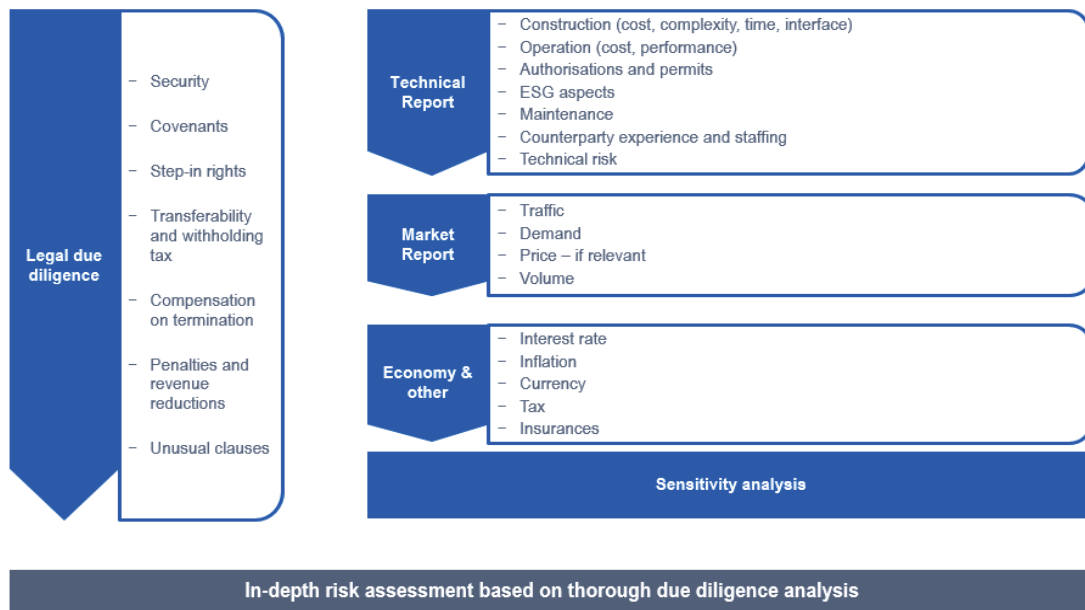 Legal due
diligence
– Security
– Covenants
– Step-in rights
– Transferability
and withholding
tax
– Compensation
on termination
– Penalties and
revenue
reductions
– Unusual clauses
Technical
Report
– Construction (cost, complexity, time, interface)
– Operation (cost, performance)
– Authorisations and permits
– ESG aspects
– Maintenance
– Counterparty experience and staffing
– Technical risk
Market
Report
– Traffic
– Demand
– Price – if relevant
– Volume
Economy &
other
– Interest rate
– Inflation
– Currency
– Tax
– Insurances
Sensitivity analysis
In-depth risk assessment based on thorough due diligence analysis